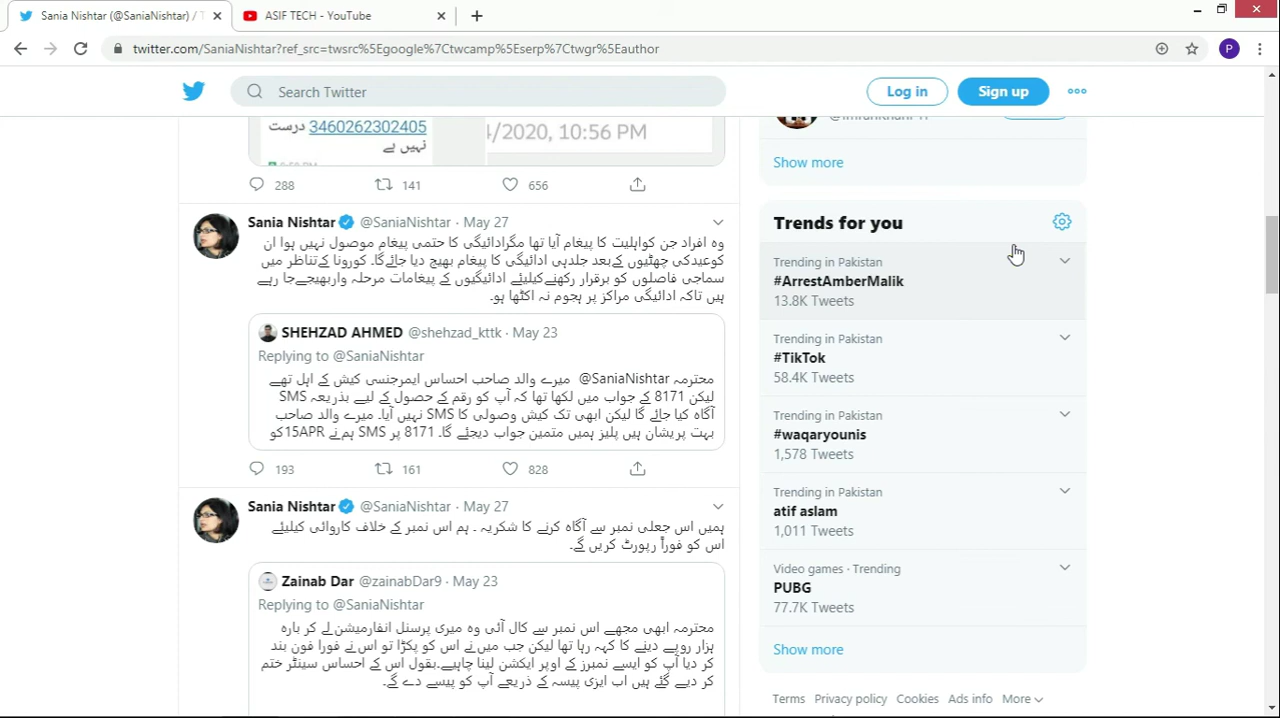 Sania Nishtar (@SaniaNishtar) / T
ASIF TECH - YouTube
twitter.com/SaniaNishtar?ref_src=twsrc%5Egoogle%7Ctwcamp%5Eserp%7Ctwgr%5Eauthor
P
Search Twitter
Log in
Sign up
درست 3460262302405
نہیں ہے
4/2020, 10:56 PM
288 141 656
Sania Nishtar @SaniaNishtar · May 27
وہ افراد جن کواہلیت کا پیغام آیا تھا مگرادائیگی کا حتمی پیغام موصول نہیں ہوا ان
کوعیدکی چھٹیوں کےبعد جلدہی ادائیگی کا پیغام بھیج دیا جائےگا۔ کورونا کےتناظر میں
سماجی فاصلوں کو برقرار رکھنےکیلیئے ادائیگیوں کے پیغامات مرحلہ واربھیجےجا رہے
ہیں تاکہ ادائیگی مراکز پر ہجوم نہ اکٹھا ہو۔
SHEHZAD AHMED @shehzad_kttk · May 23
Replying to @SaniaNishtar
محترمہ @SaniaNishtar میرے والد صاحب احساس ایمرجنسی کیش کے اہل تھے
لیکن 8171 کے جواب میں لکھا تھا کہ آپ کو رقم کے حصول کے لیے بذریعہ SMS
آگاہ کیا جائے گا لیکن ابھی تک کیش وصولی کا SMS نہیں آیا۔ میرے والد صاحب
بہت پریشان ہیں پلیز ہمیں متمین جواب دیجئے گا۔ 8171 پر SMS ہم نے 15APRکو
193 161 828
Sania Nishtar @SaniaNishtar · May 27
ہمیں اس جعلی نمبر سے آگاہ کرنے کا شکریہ ۔ ہم اس نمبر کے خلاف کاروائی کیلیئے
اس کو فوراً رپورٹ کریں گے۔
Zainab Dar @zainabDar9 · May 23
Replying to @SaniaNishtar
محترمہ ابھی مجھے اس نمبر سے کال آئی وہ میری پرسنل انفارمیشن لے کر بارہ
ہزار روپے دینے کا کہہ رہا تھا لیکن جب میں نے اس کو پکڑا تو اس نے فورا فون بند
کر دیا آپ کو ایسے نمبرز کے اوپر ایکشن لینا چاہیے۔بقول اس کے احساس سینٹر ختم
کر دیے گئے ہیں اب ایزی پیسہ کے ذریعے آپ کو پیسے دے گے۔
Show more
Trends for you
Trending in Pakistan
#ArrestAmberMalik
13.8K Tweets
Trending in Pakistan
#TikTok
58.4K Tweets
Trending in Pakistan
#waqaryounis
1,578 Tweets
Trending in Pakistan
atif aslam
1,011 Tweets
Video games · Trending
PUBG
77.7K Tweets
Show more
Terms Privacy policy Cookies Ads info More